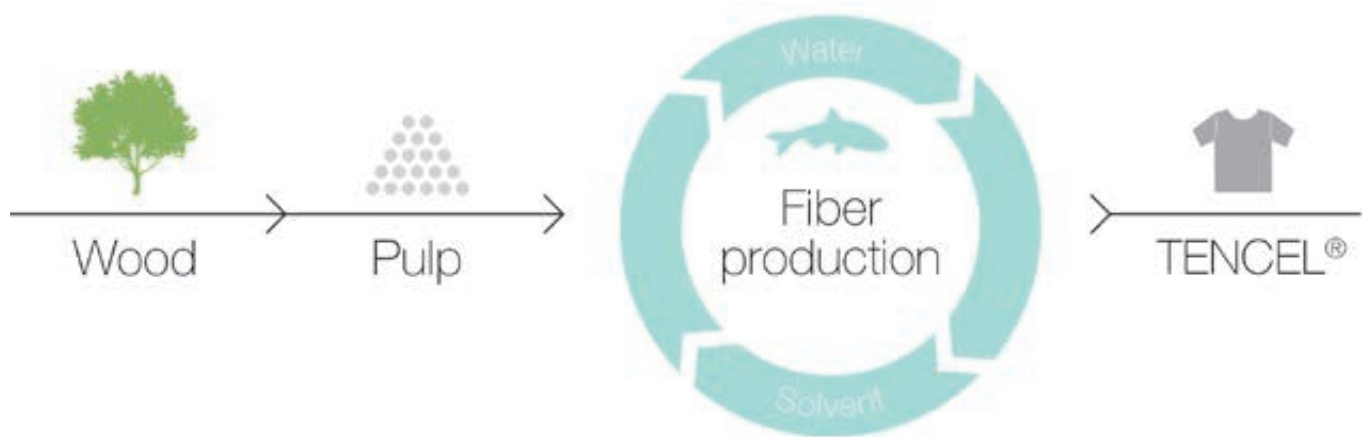 Wood
Pulp
Water
Fiber
production
Solvent
TENCEL®